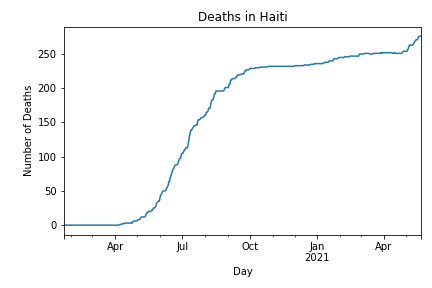 Deaths in Haiti
Number of Deaths
250
200
150
100
50
0
Apr
Jul
Oct
Jan
2021
Apr
Day